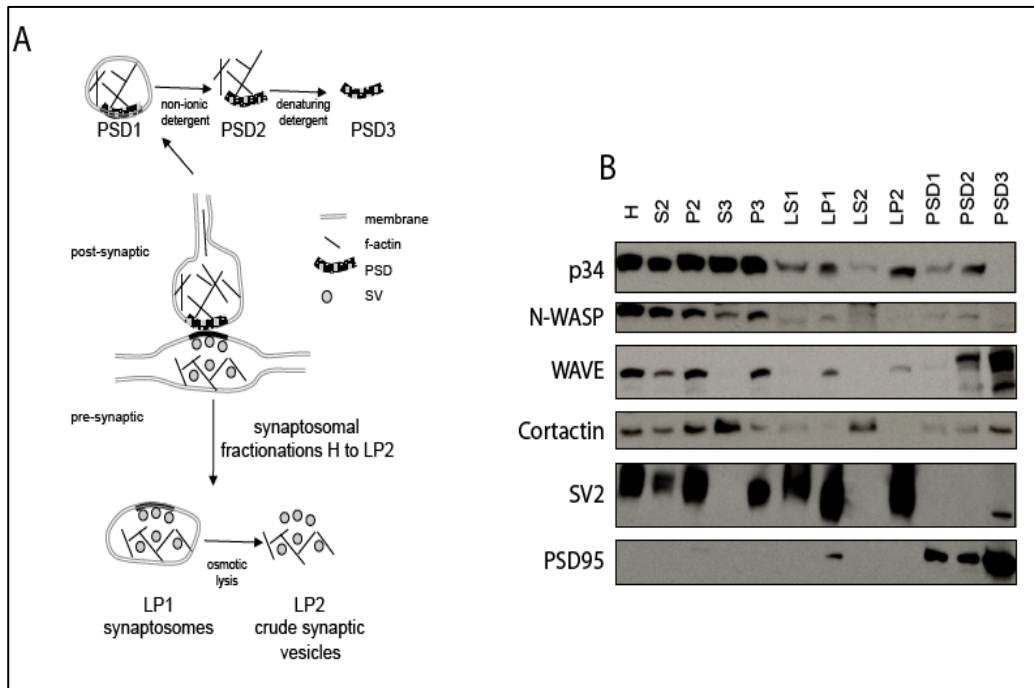 A
PSD1
non-ionic
detergent
PSD2
denaturing
detergent
PSD3
post-synaptic
membrane
f-actin
PSD
SV
pre-synaptic
synaptosomal
fractionations H to LP2
osmotic
lysis
LP1
synaptosomes
LP2
crude synaptic
vesicles
B
H S2 P2 S3 P3 LS1 LP1 LS2 LP2 PSD1 PSD2 PSD3
p34
N-WASP
WAVE
Cortactin
SV2
PSD95